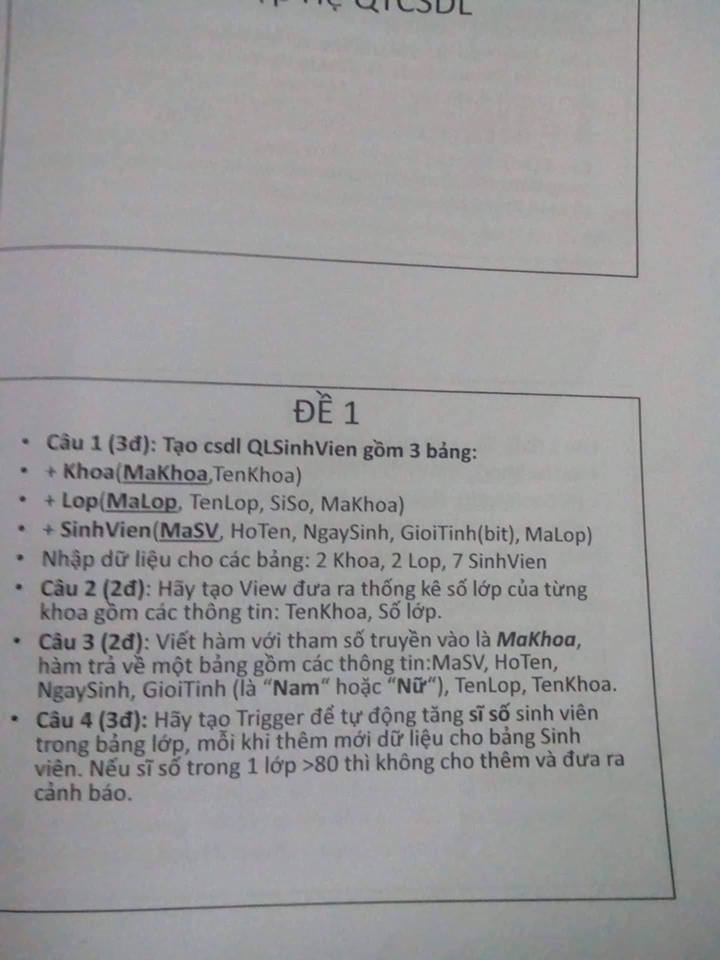 QTCSDL
ĐỀ 1
• Câu 1 (3đ): Tạo csdl QLSinhVien gồm 3 bảng:
• + Khoa(MaKhoa,TenKhoa)
• + Lop(MaLop, TenLop, SiSo, MaKhoa)
• + SinhVien(MaSV, HoTen, NgaySinh, GioiTinh(bit), MaLop)
• Nhập dữ liệu cho các bảng: 2 Khoa, 2 Lop, 7 SinhVien
• Câu 2 (2đ): Hãy tạo View đưa ra thống kê số lớp của từng
khoa gồm các thông tin: TenKhoa, Số lớp.
• Câu 3 (2đ): Viết hàm với tham số truyền vào là MaKhoa,
hàm trả về một bảng gồm các thông tin:MaSV, HoTen,
NgaySinh, GioiTinh (là “Nam“ hoặc “Nữ“), TenLop, TenKhoa.
• Câu 4 (3đ): Hãy tạo Trigger để tự động tăng sĩ số sinh viên
trong bảng lớp, mỗi khi thêm mới dữ liệu cho bảng Sinh
viên. Nếu sĩ số trong 1 lớp >80 thì không cho thêm và đưa ra
cảnh báo.